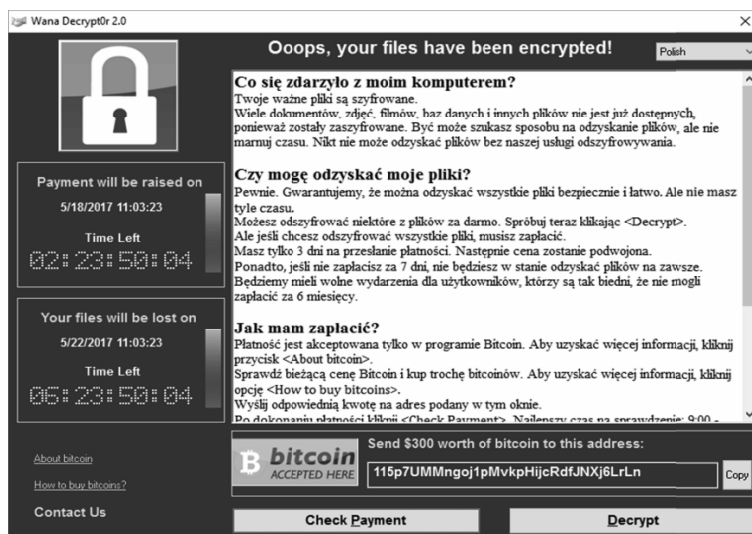 Wana Decrypt0r 2.0
Ooops, your files have been encrypted!
Polish
Co się zdarzyło z moim komputerem?
Twoje ważne pliki są szyfrowane.
Wiele dokumentów, zdjęć, filmów, baz danych i innych plików nie jest już dostępnych,
ponieważ zostały zaszyfrowane. Być może szukasz sposobu na odzyskanie plików, ale nie
marnuj czasu. Nikt nie może odzyskać plików bez naszej usługi odszyfrowywania.
Czy mogę odzyskać moje pliki?
Pewnie. Gwarantujemy, że można odzyskać wszystkie pliki bezpiecznie i łatwo. Ale nie masz
tyle czasu.
Możesz odszyfrować niektóre z plików za darmo. Spróbuj teraz klikając <Decrypt>.
Ale jeśli chcesz odszyfrować wszystkie pliki, musisz zapłacić.
Masz tylko 3 dni na przesłanie płatności. Następnie cena zostanie podwojona.
Ponadto, jeśli nie zapłacisz za 7 dni, nie będziesz w stanie odzyskać plików na zawsze.
Będziemy mieli wolne wydarzenia dla użytkowników, którzy są tak biedni, że nie mogli
zapłacić za 6 miesięcy.
Jak mam zapłacić?
Płatność jest akceptowana tylko w programie Bitcoin. Aby uzyskać więcej informacji, kliknij
przycisk <About bitcoin>.
Sprawdź bieżącą cenę Bitcoin i kup trochę bitcoinów. Aby uzyskać więcej informacji, kliknij
opcję <How to buy bitcoins>.
Wyślij odpowiednią kwotę na adres podany w tym oknie.
Po dokonaniu płatności kliknij <Check Payment>. Najlepszy czas na sprawdzenie: 9:00 -
Payment will be raised on
5/18/2017 11:03:23
Time Left
02:23:50:04
Your files will be lost on
5/22/2017 11:03:23
Time Left
06:23:50:04
About bitcoin
How to buy bitcoins?
Contact Us
bitcoin
ACCEPTED HERE
Send $300 worth of bitcoin to this address:
115p7UMMngoj1pMvkpHijcRdfJNXj6LrLn
Copy
Check Payment
Decrypt